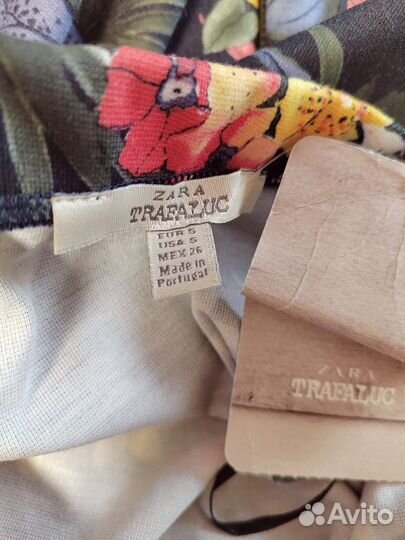 ZARA
TRAFALUC
EUR S
USA S
MEX 26
Made in
Portugal
ZARA
TRAFALUC
Avito